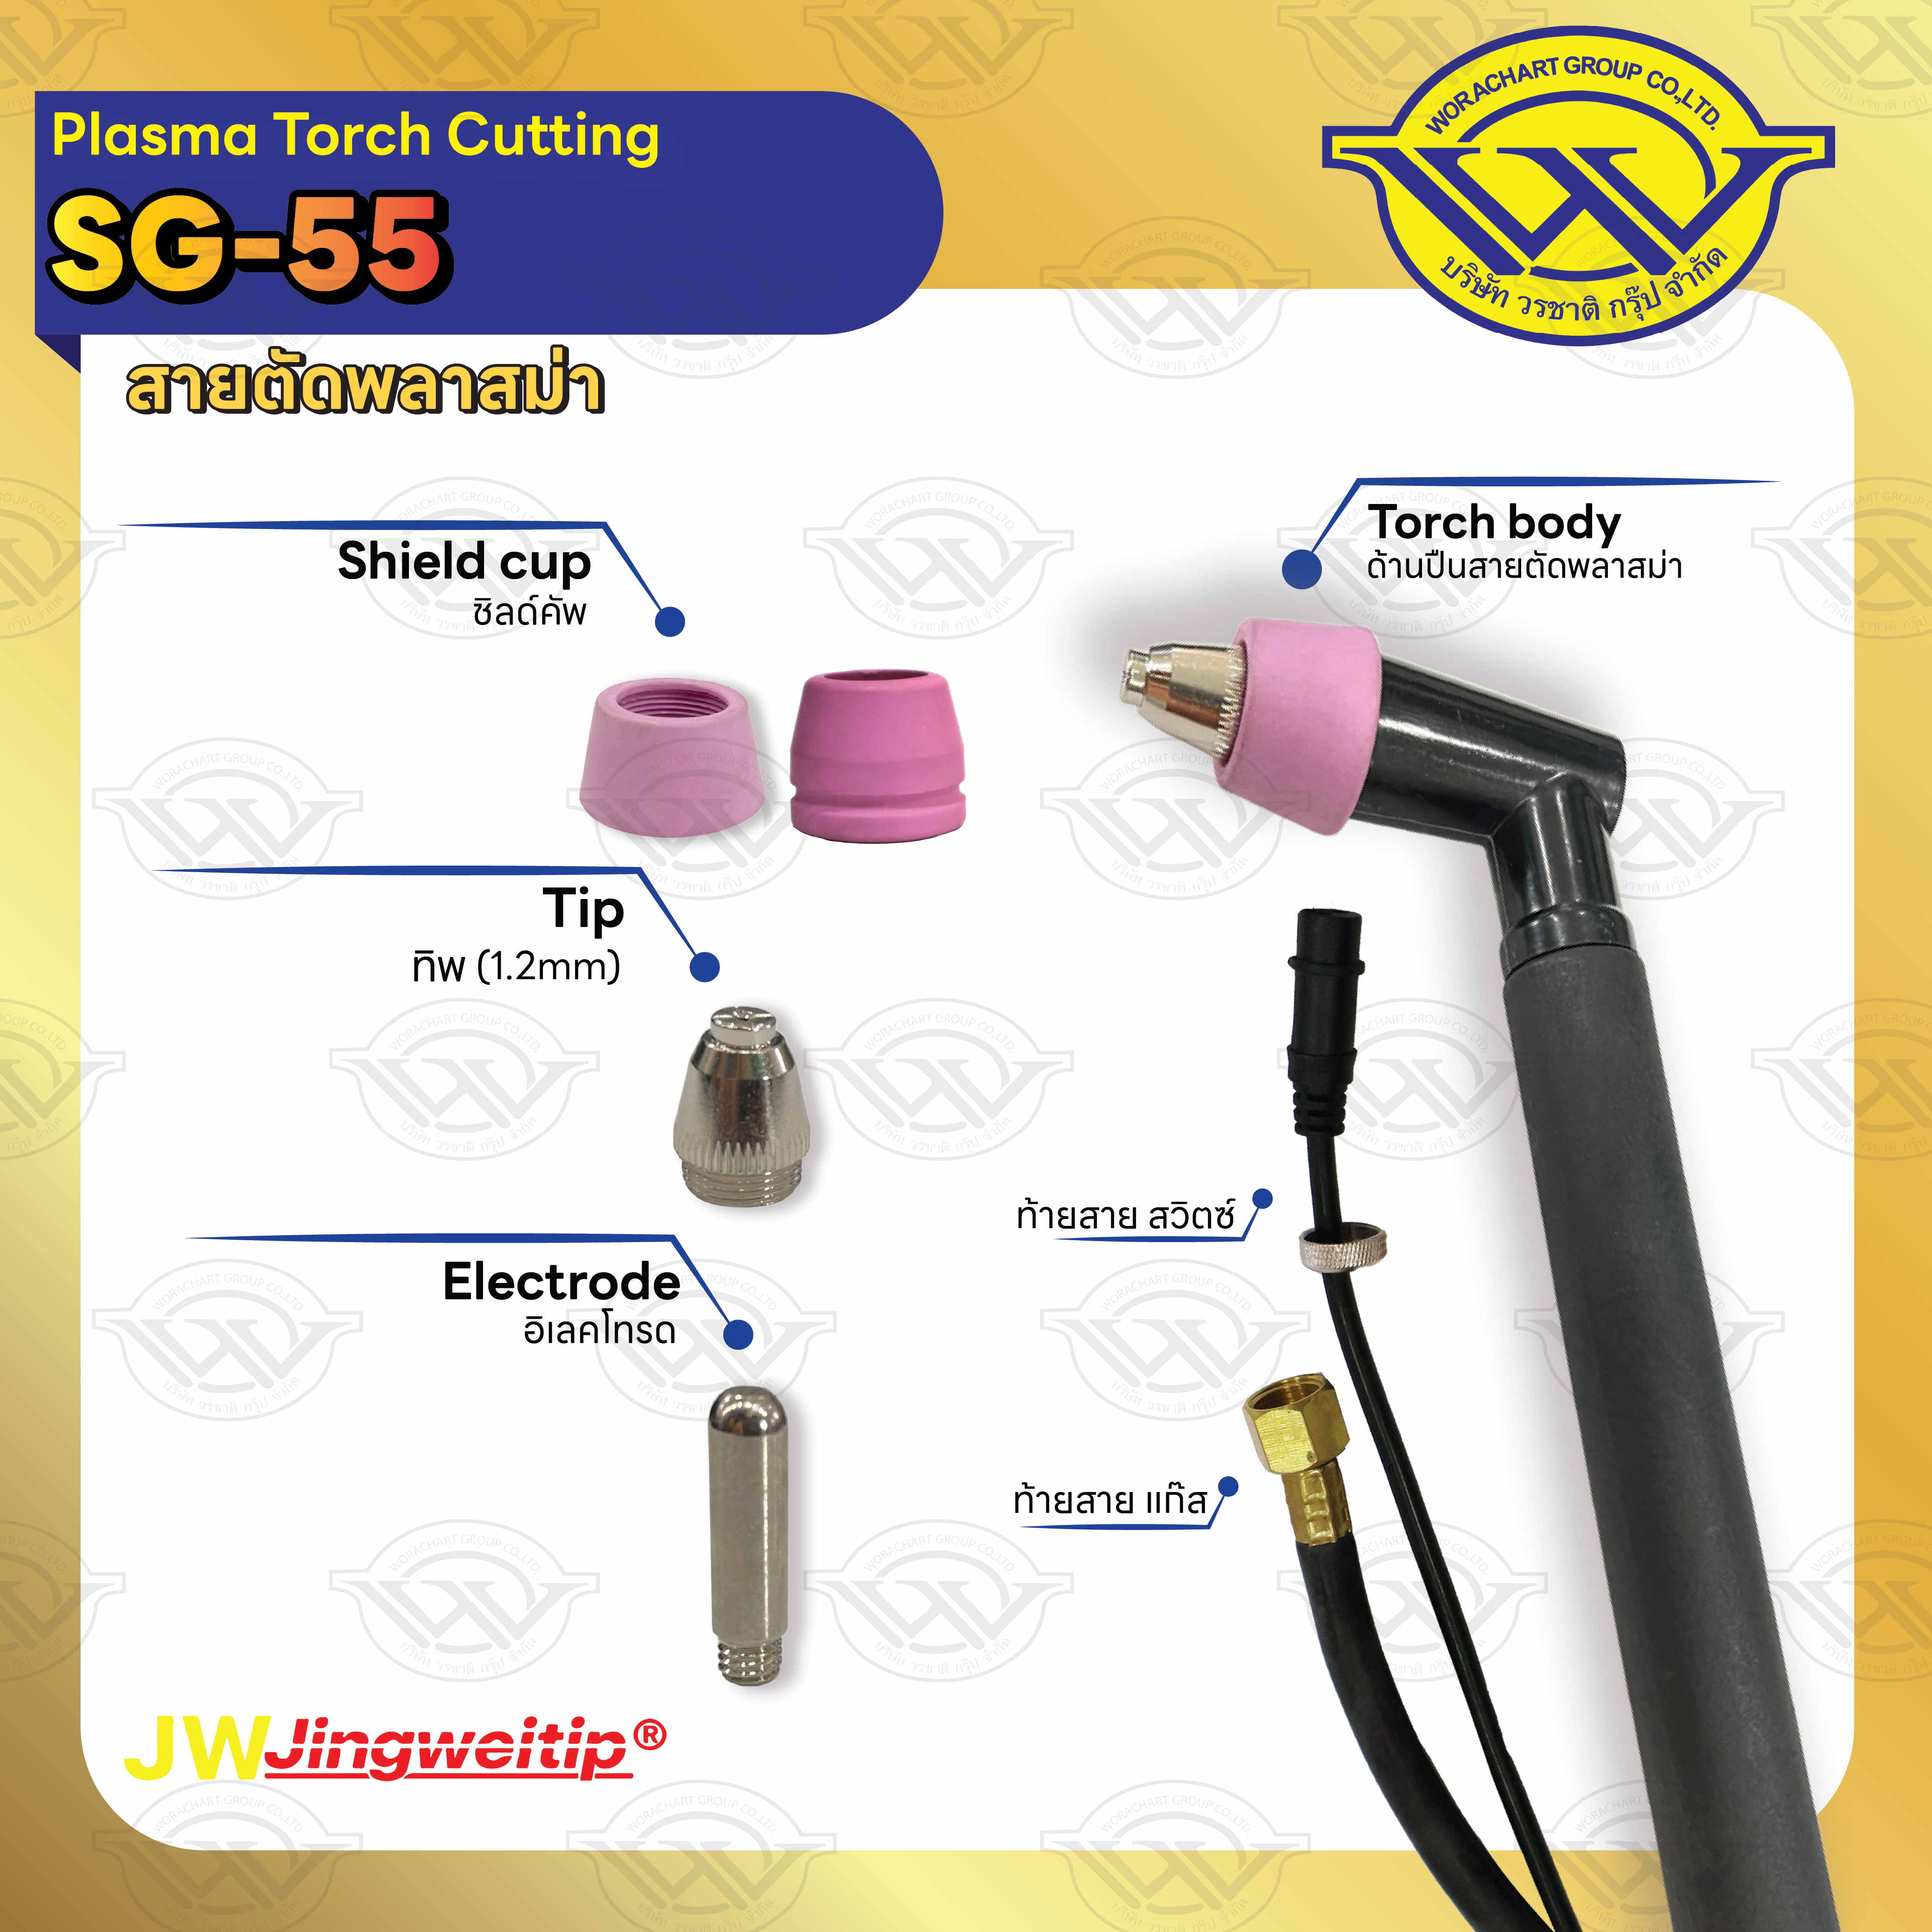 Plasma Torch Cutting
SG-55
WORACHART GROUP CO.,LTD.
W
บริษัท วรชาติ กรุ๊ป จำกัด
สายตัดพลาสม่า
Shield cup
ชิลด์คัพ
Torch body
ด้านปืนสายตัดพลาสม่า
Tip
ทิพ (1.2mm)
ท้ายสาย สวิตซ์
Electrode
อิเลคโทรด
ท้ายสาย แก๊ส
JW Jingweitip®